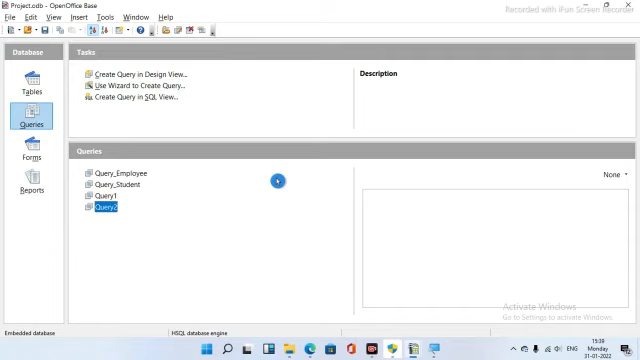 Project.odb - OpenOffice Base
Recorded with iFun Screen Recorder
File Edit View Insert Tools Window Help
Database
Tasks
Tables
Queries
Forms
Reports
Create Query in Design View...
Use Wizard to Create Query...
Create Query in SQL View...
Description
Queries
Query_Employee
Query_Student
Query1
Query2
None
Activate Windows
Go to Settings to activate Windows.
Embedded database
HSQL database engine
ENG
15:09
Monday
31-01-2022